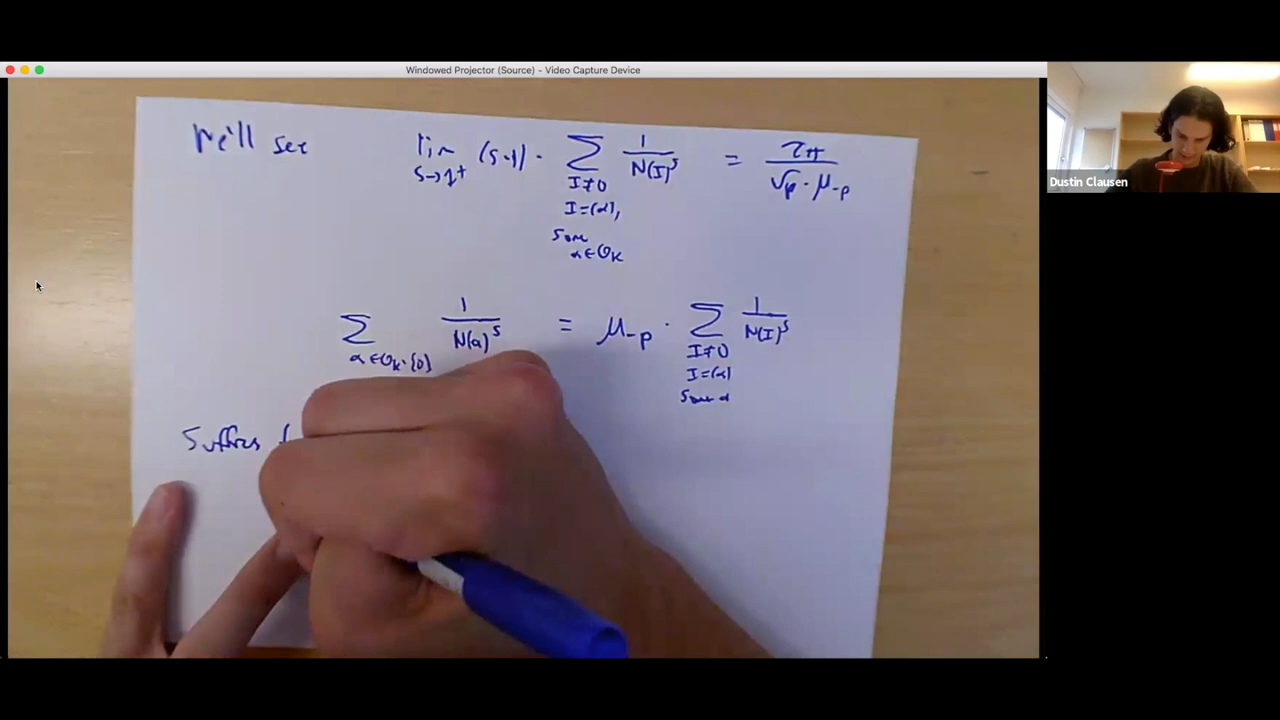 Windowed Projector (Source) - Video Capture Device
Dustin Clausen
We'll see lim (s-1) · ∑ 1/N(I)^s = 2π/(√p · μ_-p)
s→1+ I≠0
I=(α),
some
α∈O_K
∑ 1/N(α)^s = μ_-p · ∑ 1/N(I)^s
α∈O_K∖{0} I≠0
I=(α)
some α
Suffices